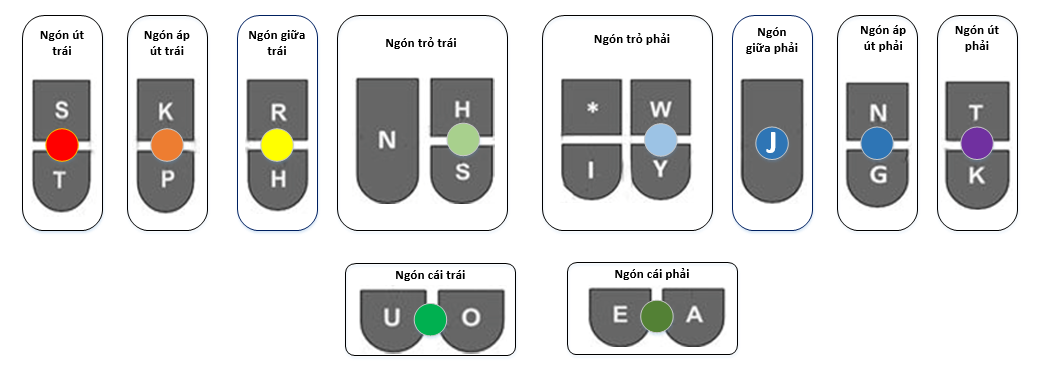 Ngón út
trái
Ngón áp
út trái
Ngón giữa
trái
Ngón trỏ trái
Ngón trỏ phải
Ngón
giữa phải
Ngón áp
út phải
Ngón út
phải
S
T
K
P
R
H
N
H
S
*
W
I
Y
J
N
G
T
K
Ngón cái trái
U O
Ngón cái phải
E A